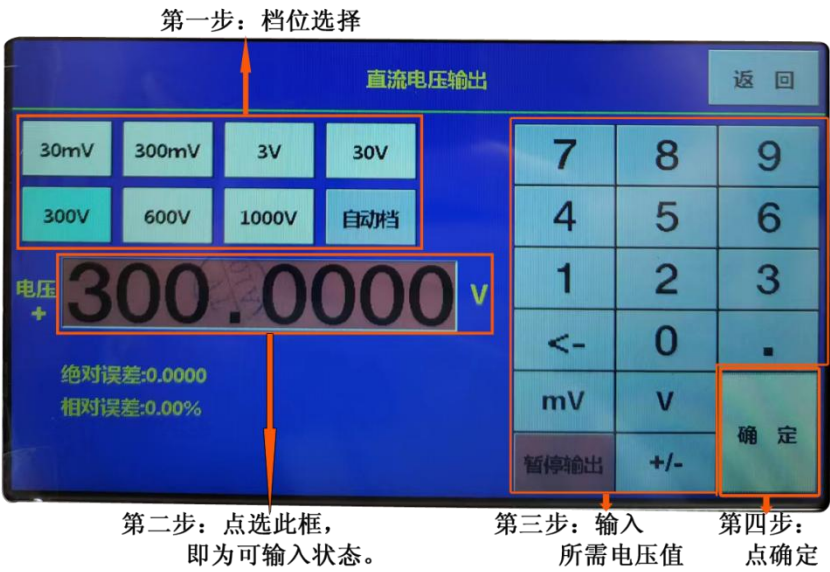 第一步：档位选择
直流电压输出
返 回
30mV 300mV 3V 30V
300V 600V 1000V 自动档
电压
+
300.0000 V
绝对误差:0.0000
相对误差:0.00%
7 8 9
4 5 6
1 2 3
<- 0 .
mV V
确 定
暂停输出 +/-
第二步：点选此框，
即为可输入状态。
第三步：输入
所需电压值
第四步：
点确定